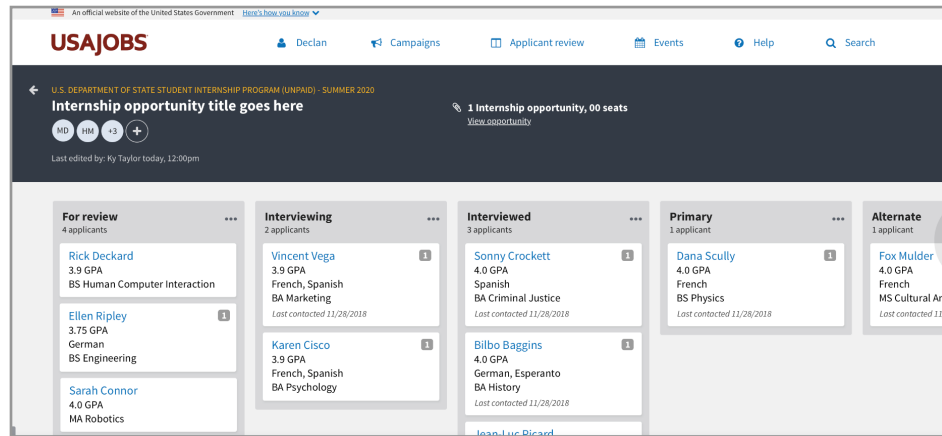 An official website of the United States Government Here's how you know
USAJOBS
Declan
Campaigns
Applicant review
Events
Help
Search
U.S. DEPARTMENT OF STATE STUDENT INTERNSHIP PROGRAM (UNPAID) - SUMMER 2020
Internship opportunity title goes here
MD
HM
+3
Last edited by: Ky Taylor today, 12:00pm
1 Internship opportunity, 00 seats
View opportunity
For review
4 applicants
Rick Deckard
3.9 GPA
BS Human Computer Interaction
Ellen Ripley 1
3.75 GPA
German
BS Engineering
Sarah Connor
4.0 GPA
MA Robotics
Interviewing
2 applicants
Vincent Vega 1
3.9 GPA
French, Spanish
BA Marketing
Last contacted 11/28/2018
Karen Cisco 1
3.9 GPA
French, Spanish
BA Psychology
Interviewed
3 applicants
Sonny Crockett 1
4.0 GPA
Spanish
BA Criminal Justice
Last contacted 11/28/2018
Bilbo Baggins 1
4.0 GPA
German, Esperanto
BA History
Last contacted 11/28/2018
Jean-Luc Picard
Primary
1 applicant
Dana Scully 1
4.0 GPA
French
BS Physics
Last contacted 11/28/2018
Alternate
1 applicant
Fox Mulder
4.0 GPA
French
MS Cultural
Last contacted